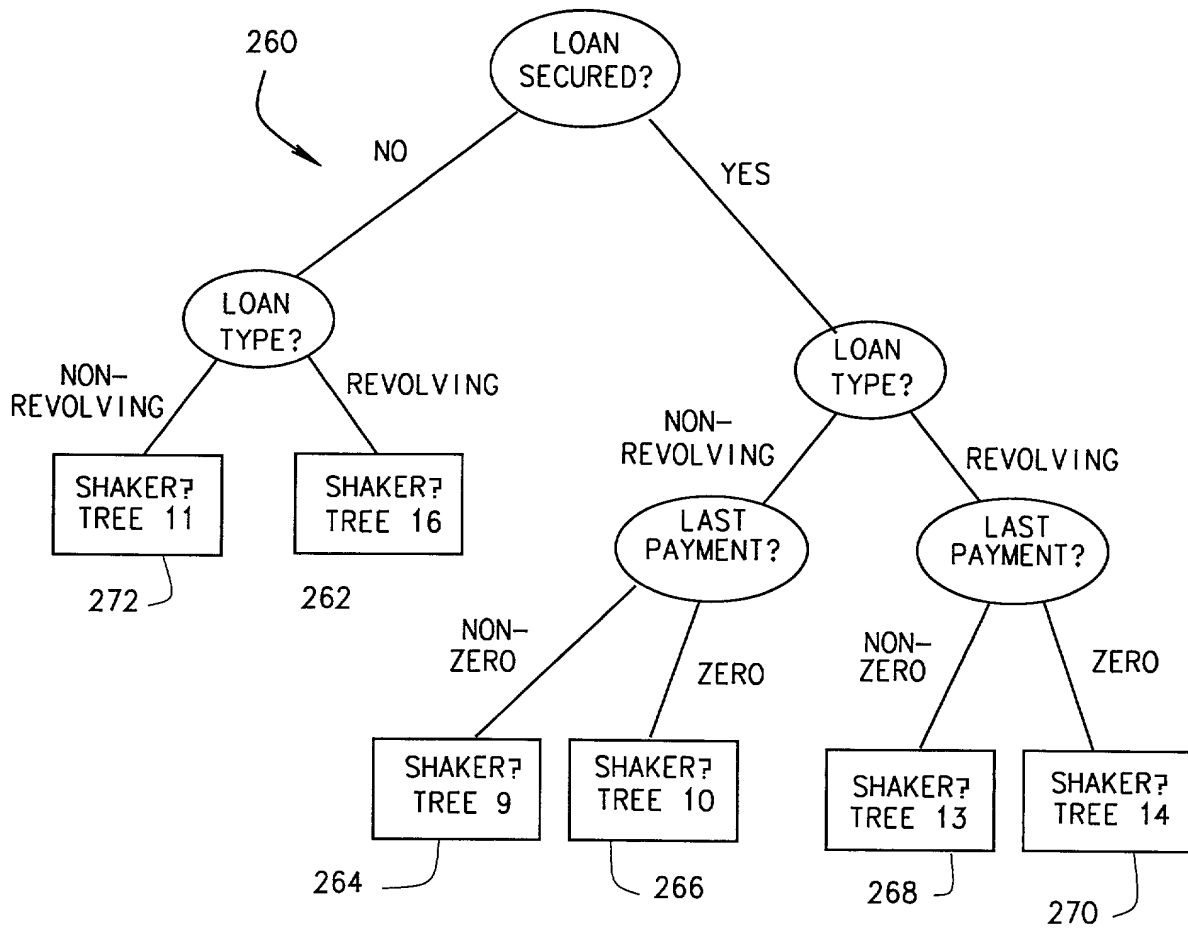 260
LOAN
SECURED?
NO
YES
LOAN
TYPE?
LOAN
TYPE?
NON-
REVOLVING
REVOLVING
NON-
REVOLVING
REVOLVING
SHAKER?
TREE 11
SHAKER?
TREE 16
LAST
PAYMENT?
LAST
PAYMENT?
272
262
NON-
ZERO
ZERO
NON-
ZERO
ZERO
SHAKER?
TREE 9
SHAKER?
TREE 10
SHAKER?
TREE 13
SHAKER?
TREE 14
264
266
268
270